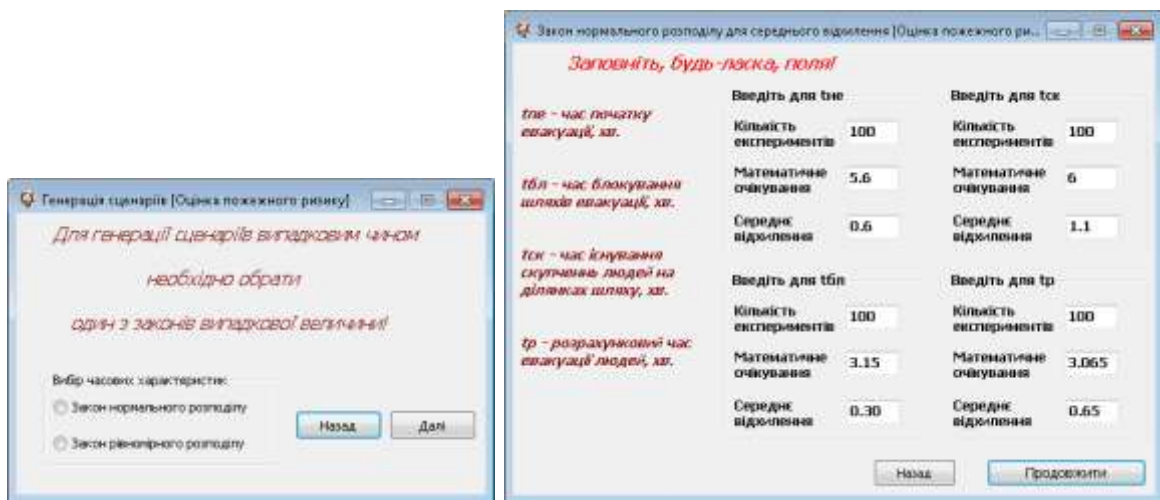 Генерація сценаріїв [Оцінка пожежного ризику]
Для генерації сценаріїв випадковим чином
необхідно обрати
один з законів випадкової величини!
Вибір часових характеристик:
Закон нормального розподілу
Закон рівномірного розподілу
Назад
Далі
Закон нормального розподілу для середнього відхилення [Оцінка пожежного ри...
Заповніть, будь-ласка, поля!
tпе - час початку
евакуації, хв.
tбл - час блокування
шляхів евакуації, хв.
tск - час існування
скупчень людей на
ділянках шляху, хв.
tр - розрахунковий час
евакуації людей, хв.
Введіть для tне
Кількість
експериментів
100
Математичне
очікування
5.6
Середнє
відхилення
0.6
Введіть для tск
Кількість
експериментів
100
Математичне
очікування
6
Середнє
відхилення
1.1
Введіть для tбл
Кількість
експериментів
100
Математичне
очікування
3.15
Середнє
відхилення
0.30
Введіть для tр
Кількість
експериментів
100
Математичне
очікування
3.065
Середнє
відхилення
0.65
Назад
Продовжити